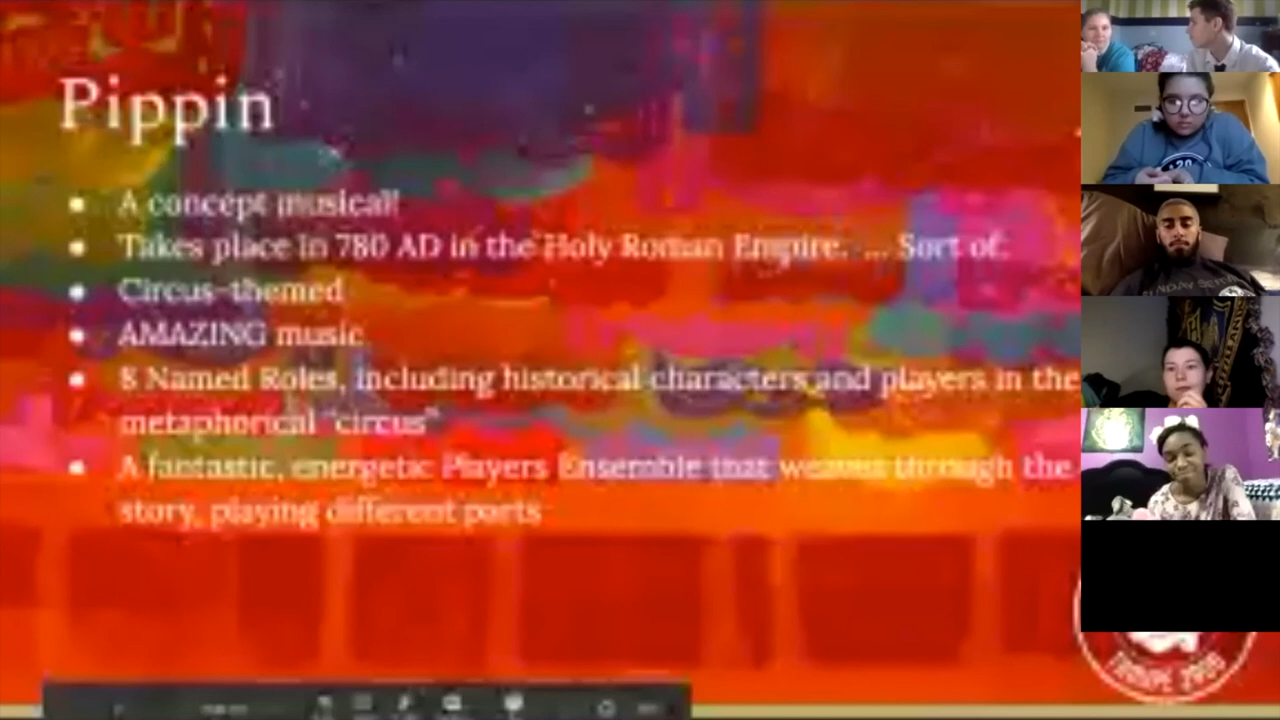 Pippin
A concept musical!
Takes place in 780 AD in the Holy Roman Empire. ... Sort of.
Circus-themed
AMAZING music
8 Named Roles, including historical characters and players in the
metaphorical "circus"
A fantastic, energetic Players Ensemble that weaves through the
story, playing different parts
TROUPE